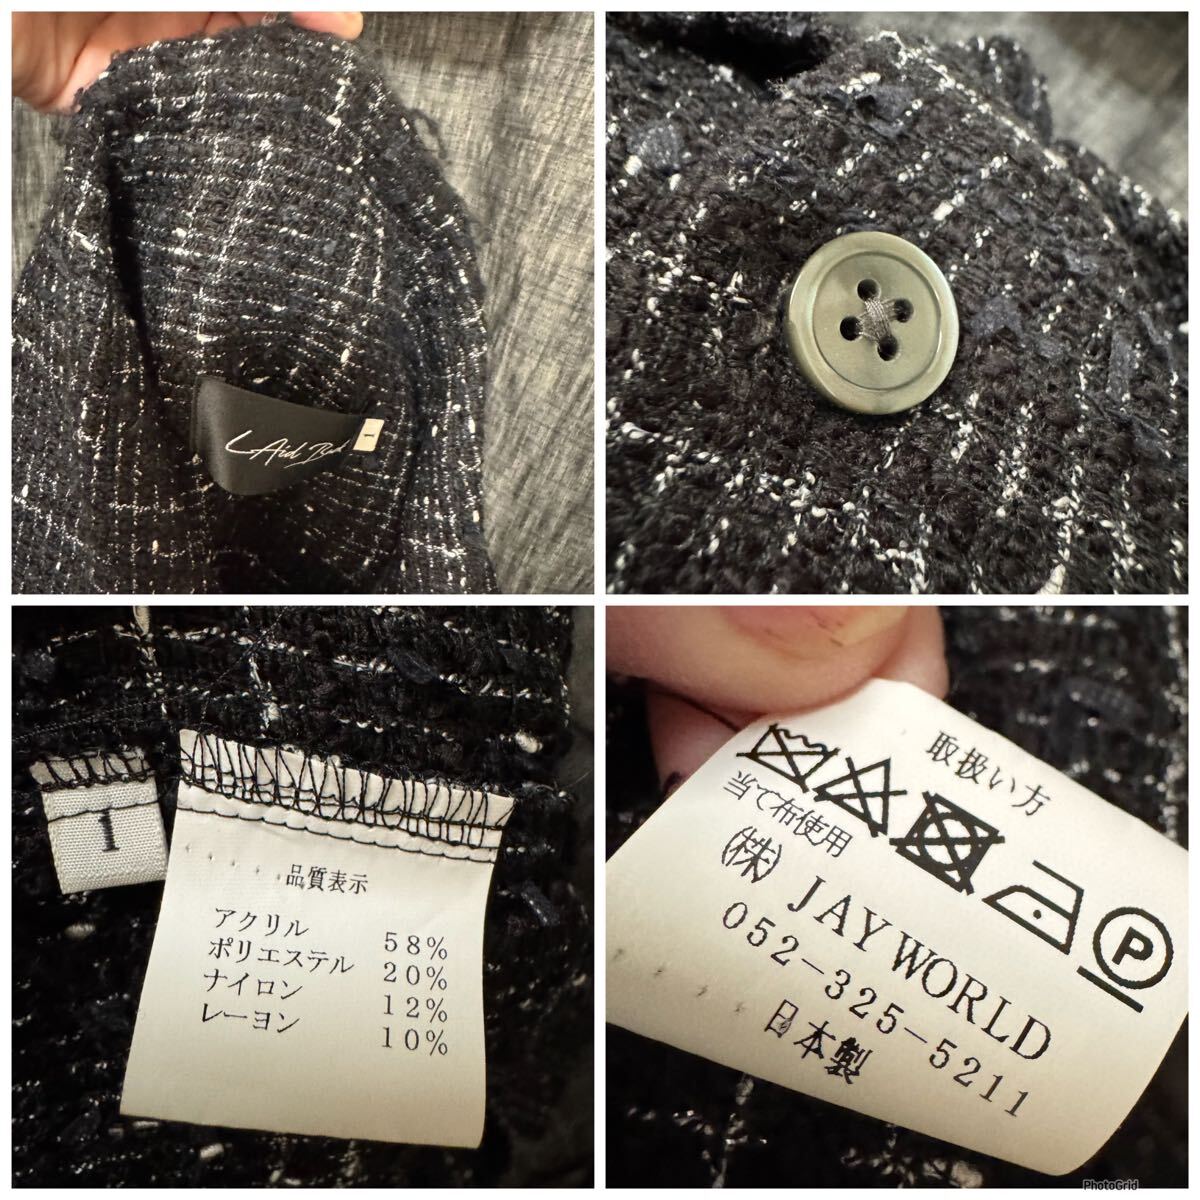 LAid Back
1
1
品質表示
アクリル 58%
ポリエステル 20%
ナイロン 12%
レーヨン 10%
取扱い方
P
当て布使用
(株) JAY WORLD
052-325-5211
日本製
PhotoGrid